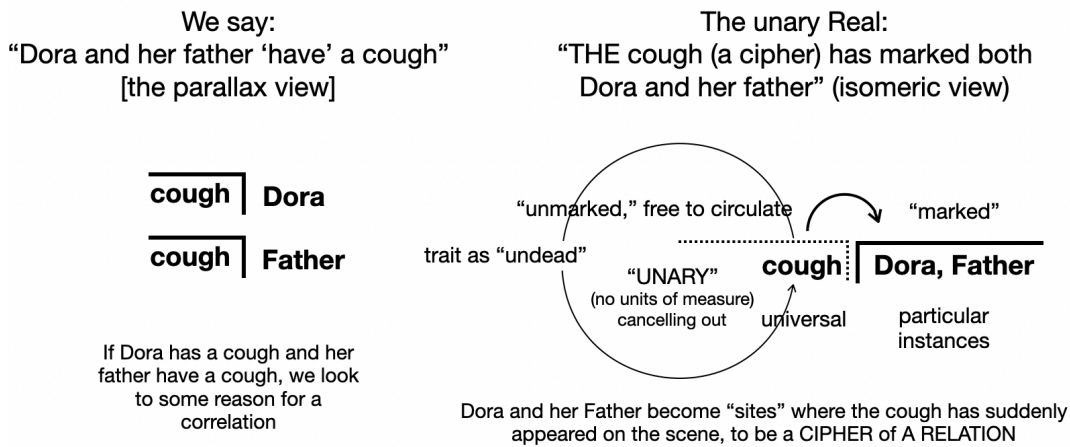 We say:
“Dora and her father ‘have’ a cough”
[the parallax view]
cough Dora
cough Father
If Dora has a cough and her
father have a cough, we look
to some reason for a
correlation
The unary Real:
“THE cough (a cipher) has marked both
Dora and her father” (isomeric view)
“unmarked,” free to circulate
“marked”
trait as “undead”
cough Dora, Father
“UNARY”
(no units of measure)
cancelling out
universal
particular
instances
Dora and her Father become “sites” where the cough has suddenly
appeared on the scene, to be a CIPHER of A RELATION